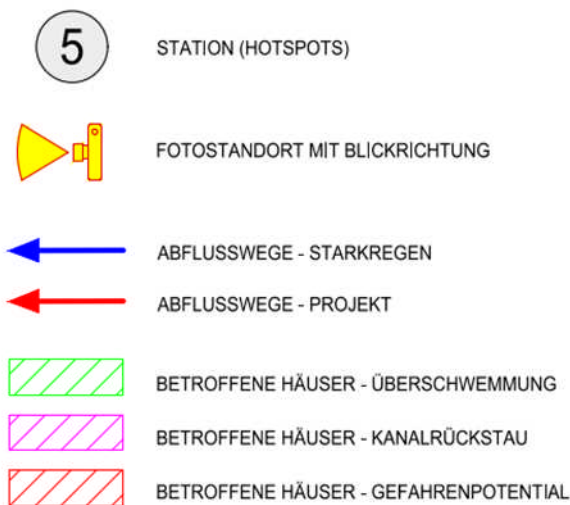 5 STATION (HOTSPOTS)
FOTOSTANDORT MIT BLICKRICHTUNG
ABFLUSSWEGE - STARKREGEN
ABFLUSSWEGE - PROJEKT
BETROFFENE HÄUSER - ÜBERSCHWEMMUNG
BETROFFENE HÄUSER - KANALRÜCKSTAU
BETROFFENE HÄUSER - GEFAHRENPOTENTIAL